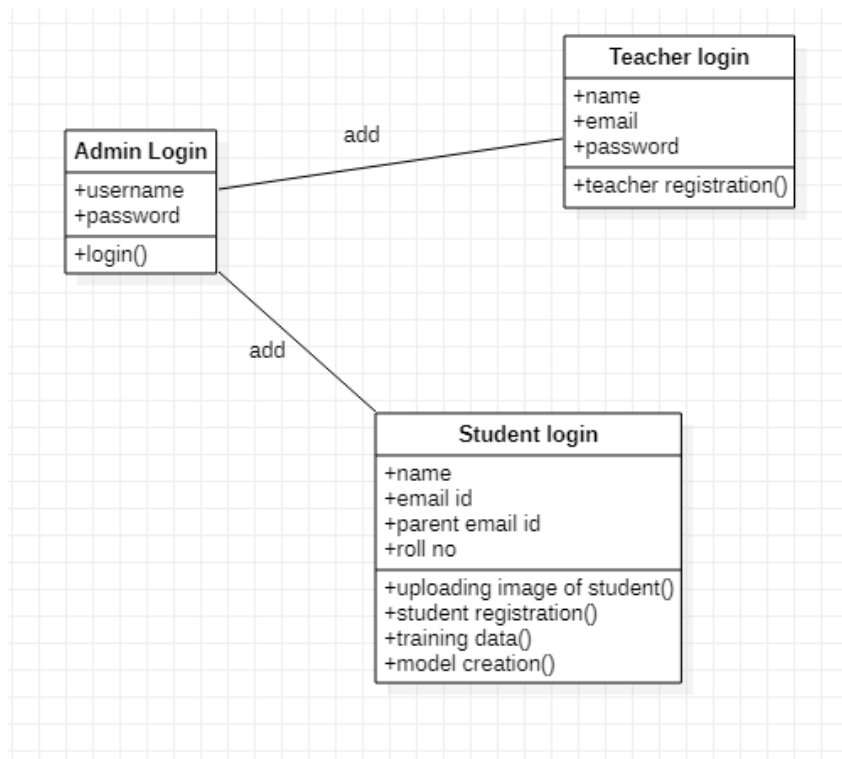 Teacher login
+name
+email
+password
+teacher registration()
add
Admin Login
+username
+password
+login()
add
Student login
+name
+email id
+parent email id
+roll no
+uploading image of student()
+student registration()
+training data()
+model creation()